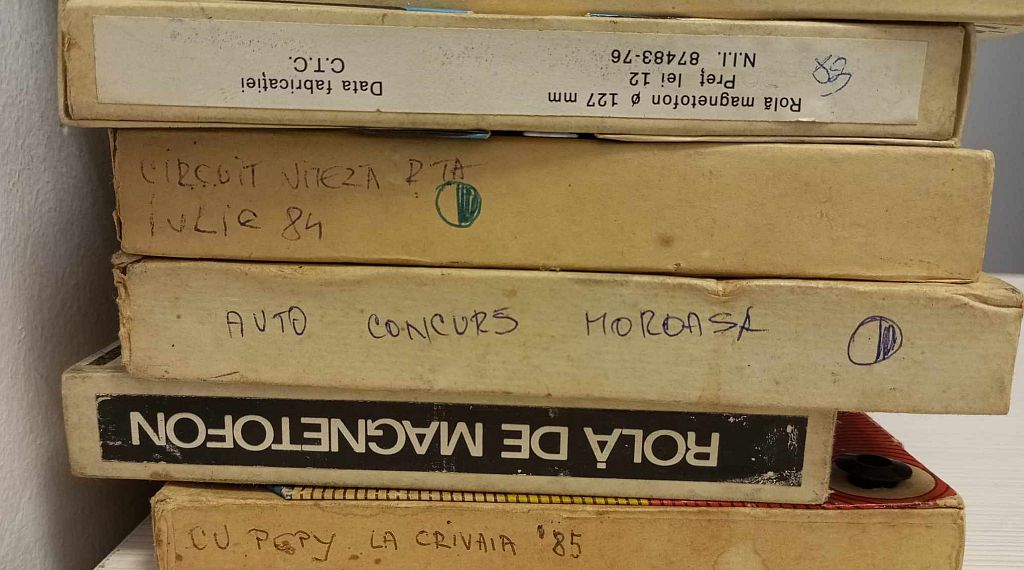 Rolă magnetofon ø 127 mm
Preț lei 12
N.I.I. 87483-76
Data fabricației
C.T.C.
CIRCUIT VITEZA R-TA
IULIE 84
AUTO CONCURS MOROASA
ROLĂ DE MAGNETOFON
CU PEPY LA CRIVAIA '85